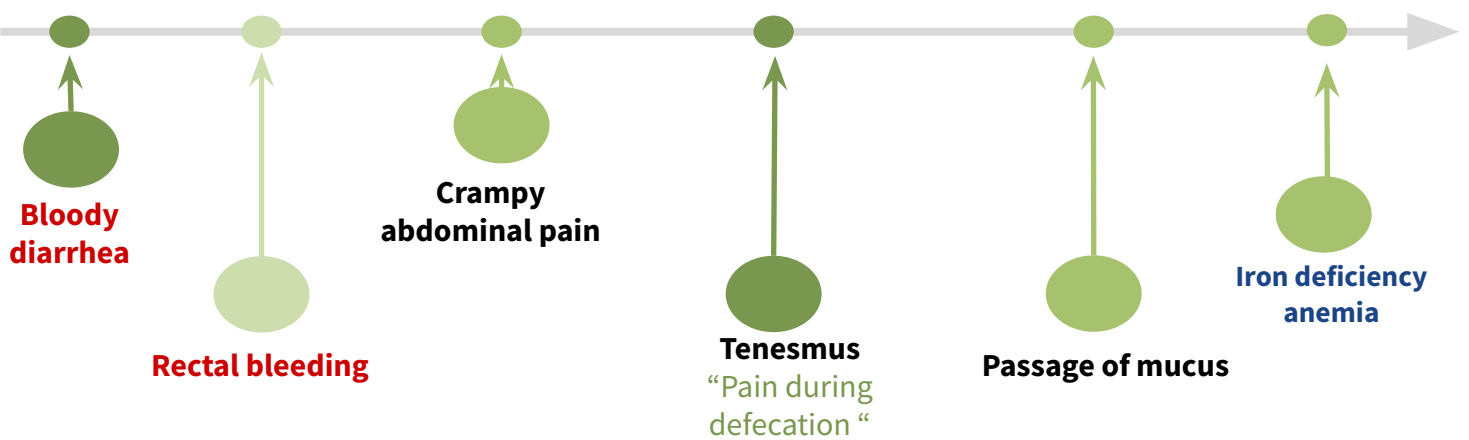 Bloody
diarrhea
Rectal bleeding
Crampy
abdominal pain
Tenesmus
“Pain during
defecation “
Passage of mucus
Iron deficiency
anemia